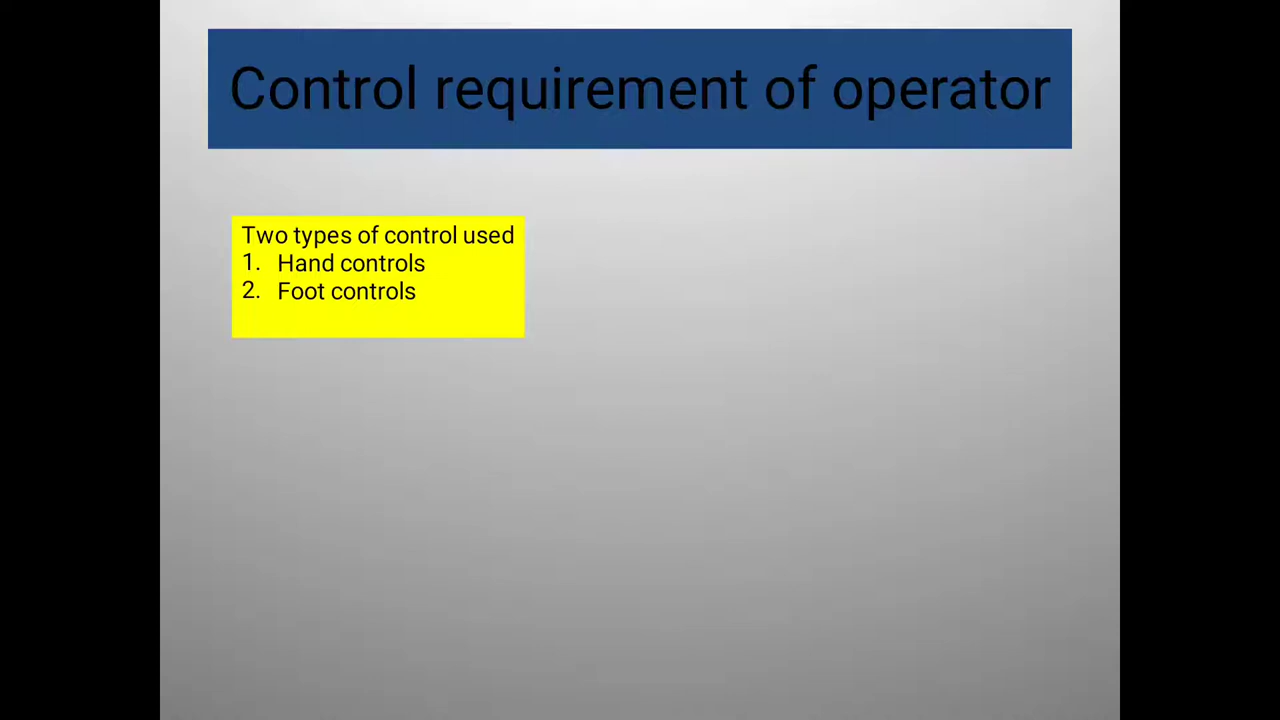 Control requirement of operator
Two types of control used
1. Hand controls
2. Foot controls